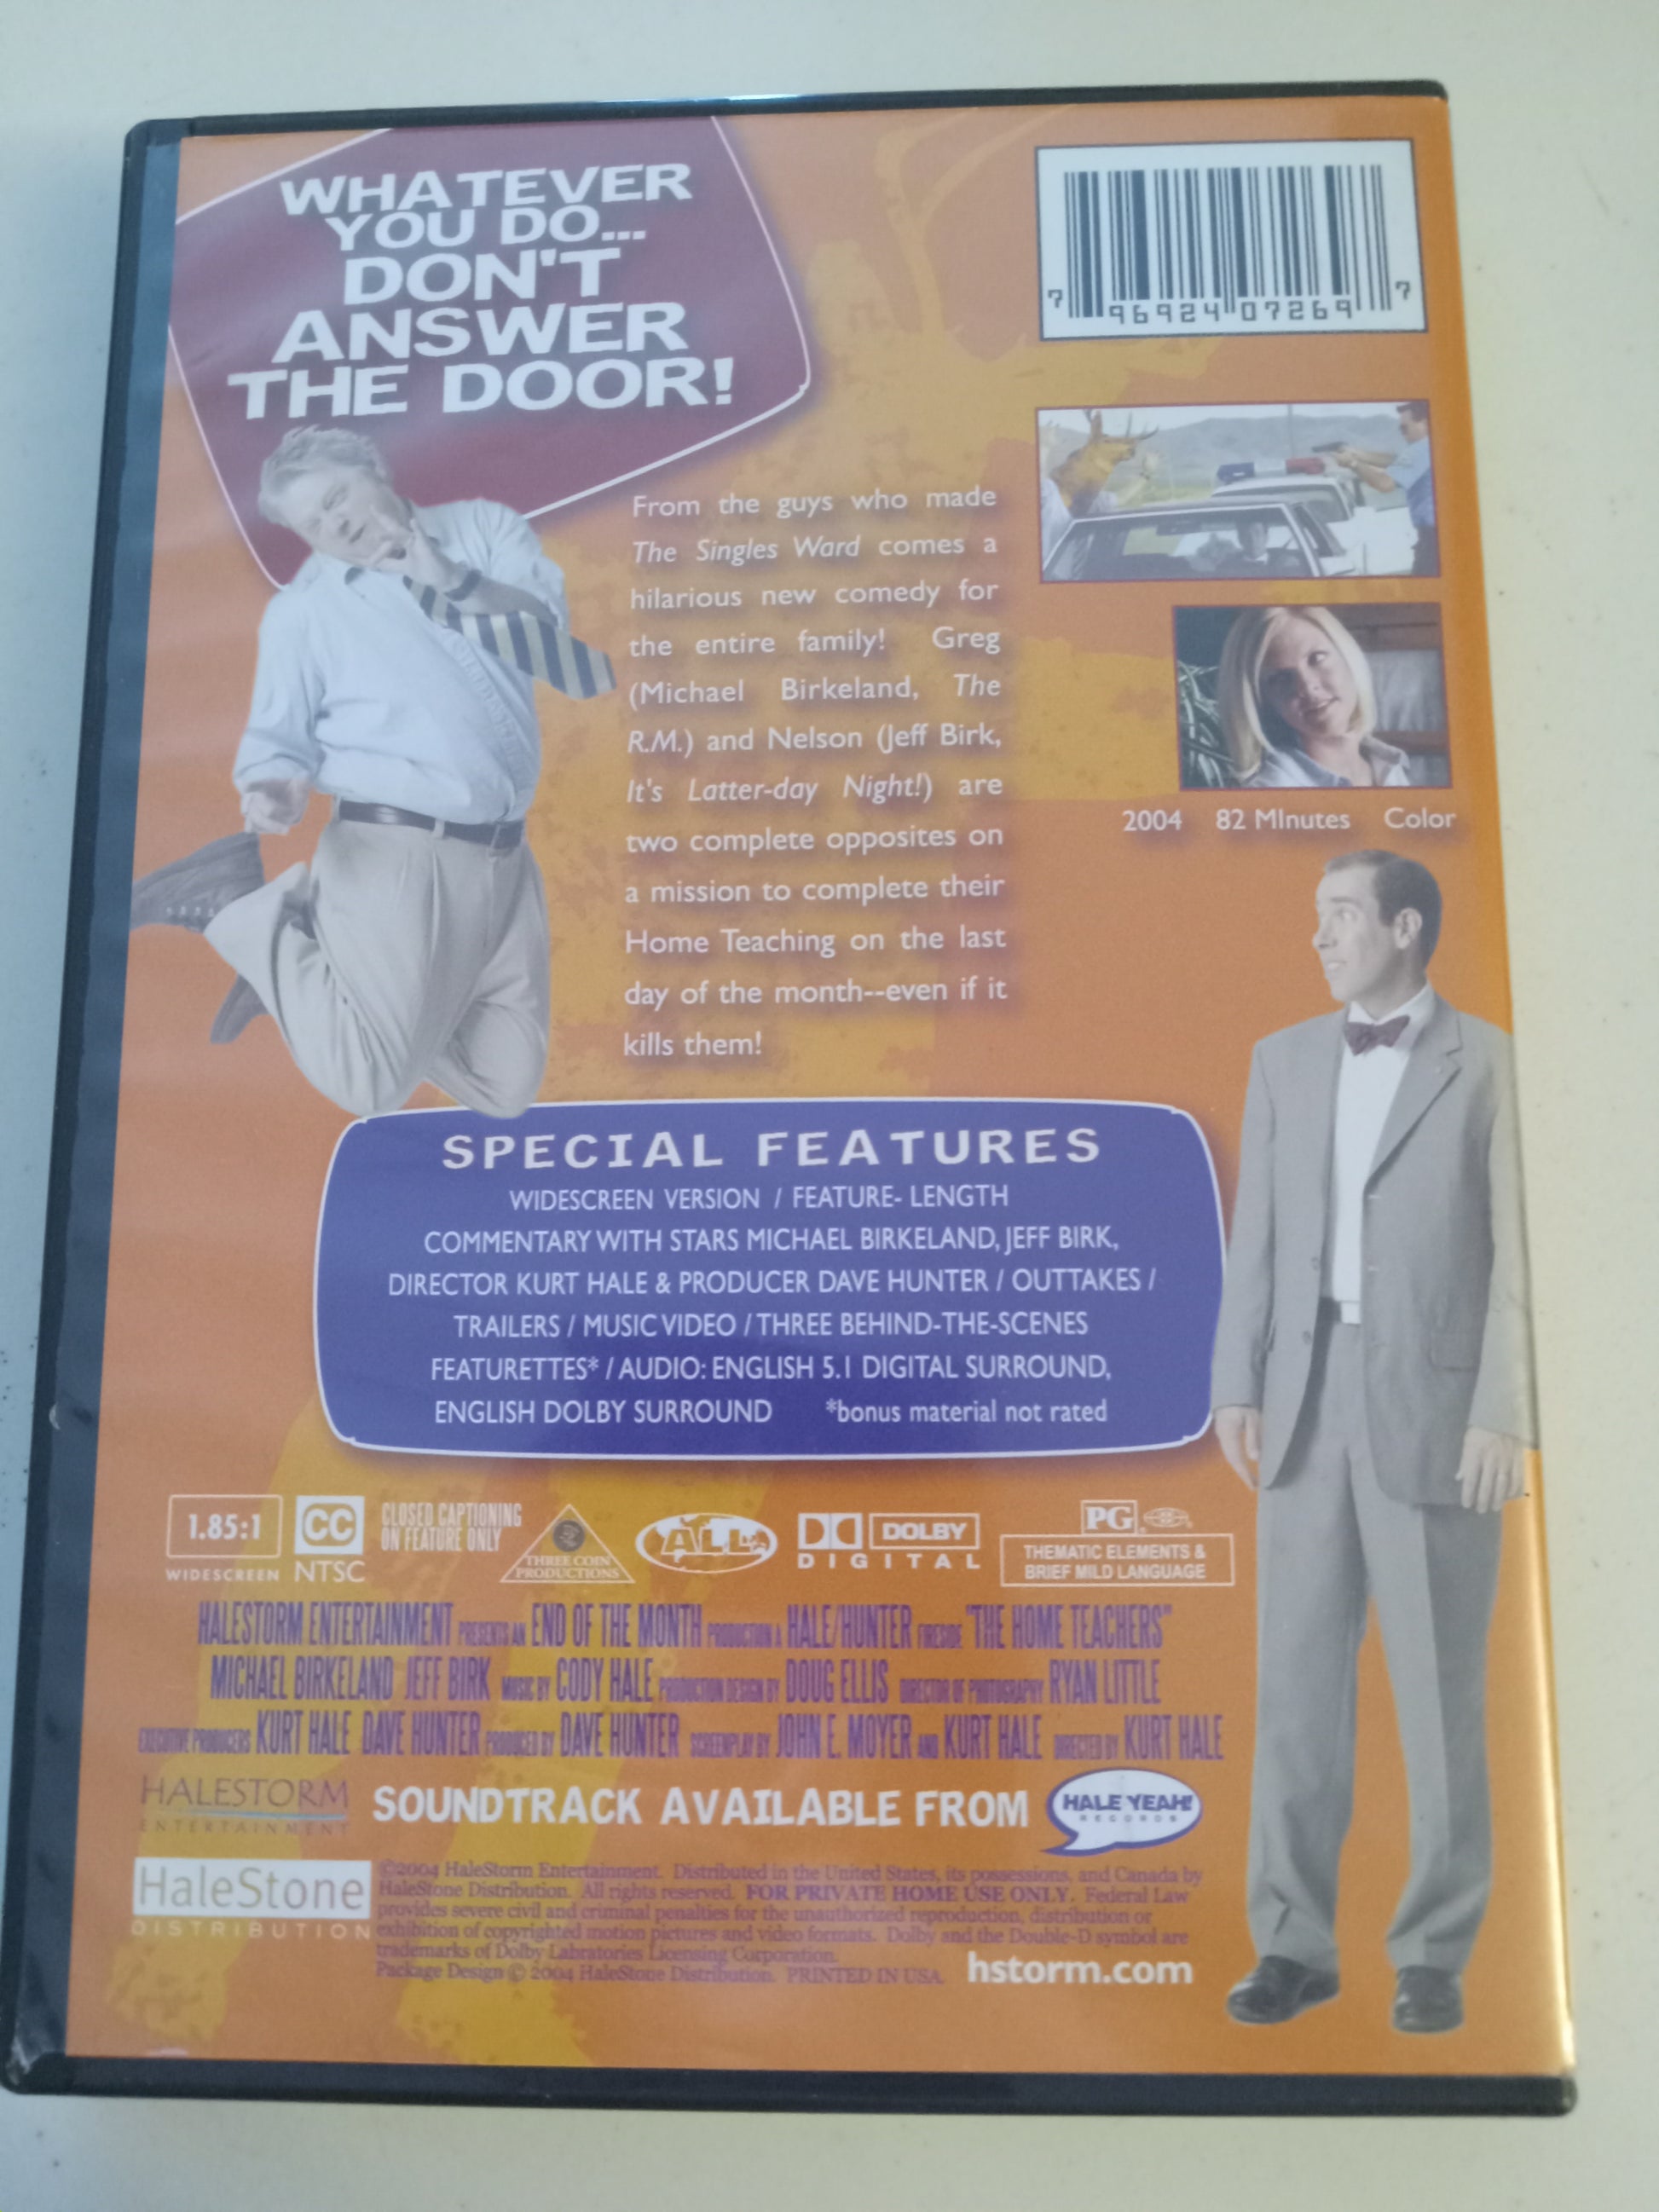 WHATEVER
YOU DO...
DON'T
ANSWER
THE DOOR!
7 96924 07269 7
From the guys who made
The Singles Ward comes a
hilarious new comedy for
the entire family! Greg
(Michael Birkeland, The
R.M.) and Nelson (Jeff Birk,
It's Latter-day Night!) are
two complete opposites on
a mission to complete their
Home Teaching on the last
day of the month--even if it
kills them!
2004 82 MInutes Color
SPECIAL FEATURES
WIDESCREEN VERSION / FEATURE- LENGTH
COMMENTARY WITH STARS MICHAEL BIRKELAND, JEFF BIRK,
DIRECTOR KURT HALE & PRODUCER DAVE HUNTER / OUTTAKES /
TRAILERS / MUSIC VIDEO / THREE BEHIND-THE-SCENES
FEATURETTES* / AUDIO: ENGLISH 5.1 DIGITAL SURROUND,
ENGLISH DOLBY SURROUND *bonus material not rated
1.85:1
WIDESCREEN
CC
NTSC
CLOSED CAPTIONING
ON FEATURE ONLY
THREE COIN
PRODUCTIONS
ALL
DOLBY
DIGITAL
PG
THEMATIC ELEMENTS &
BRIEF MILD LANGUAGE
HALESTORM ENTERTAINMENT PRESENTS AN END OF THE MONTH PRODUCTION A HALE/HUNTER FIRESIDE "THE HOME TEACHERS"
MICHAEL BIRKELAND JEFF BIRK MUSIC BY CODY HALE PRODUCTION DESIGN BY DOUG ELLIS DIRECTOR OF PHOTOGRAPHY RYAN LITTLE
EXECUTIVE PRODUCERS KURT HALE DAVE HUNTER PRODUCED BY DAVE HUNTER SCREENPLAY BY JOHN E. MOYER AND KURT HALE DIRECTED BY KURT HALE
HALESTORM
ENTERTAINMENT
SOUNDTRACK AVAILABLE FROM
HALE YEAH!
RECORDS
HaleStone
DISTRIBUTION
©2004 HaleStorm Entertainment. Distributed in the United States, its possessions, and Canada by
HaleStone Distribution. All rights reserved. FOR PRIVATE HOME USE ONLY. Federal Law
provides severe civil and criminal penalties for the unauthorized reproduction, distribution or
exhibition of copyrighted motion pictures and video formats. Dolby and the Double-D symbol are
trademarks of Dolby Labratories Licensing Corporation.
Package Design © 2004 HaleStone Distribution. PRINTED IN USA.
hstorm.com